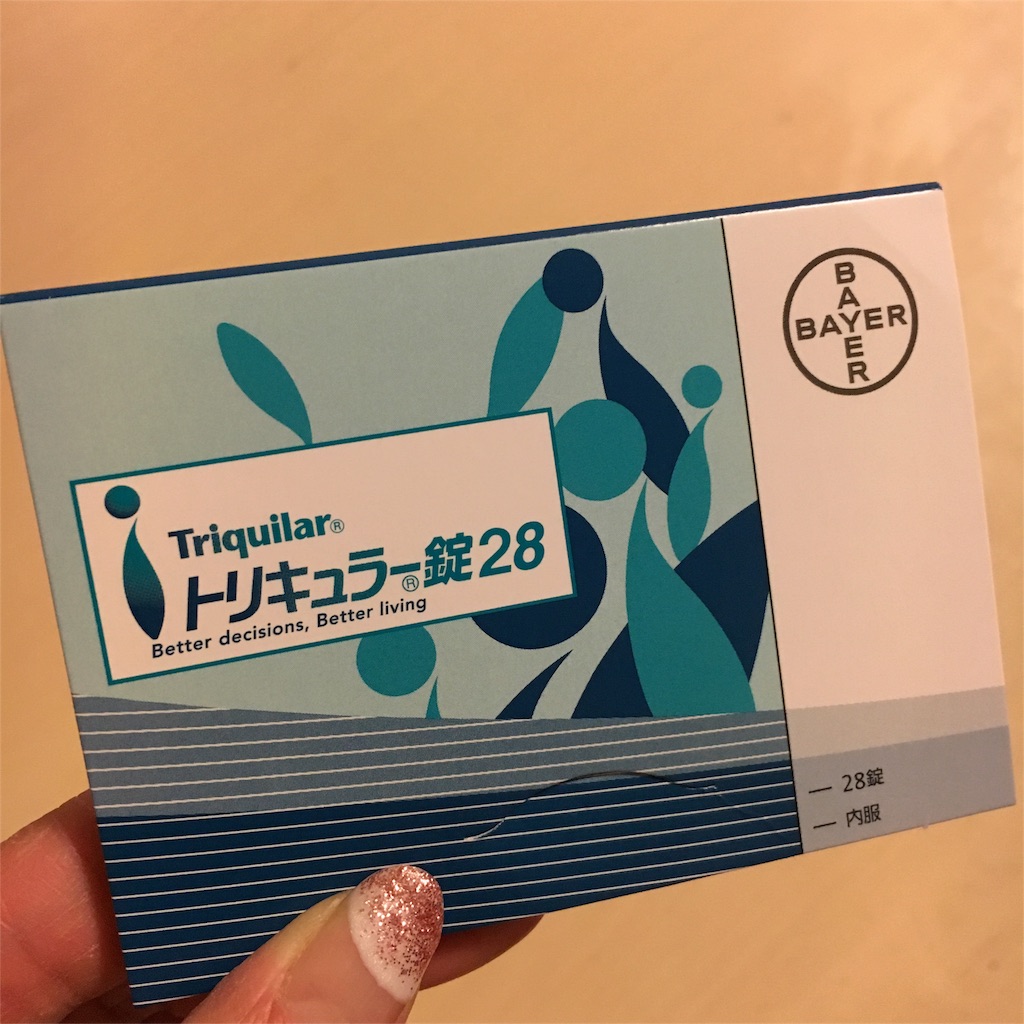 Triquilar®
トリキュラー®錠28
Better decisions, Better living
BAYER
BAYER
— 28錠
— 内服